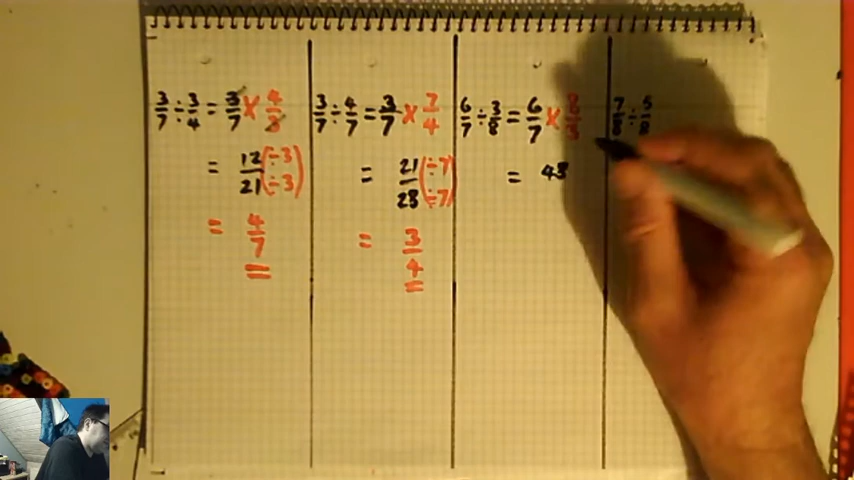 3/7 ÷ 3/4 = 3/7 × 4/3
= 12/21 (÷3/÷3)
= 4/7
3/7 ÷ 4/7 = 3/7 × 7/4
= 21/28 (÷7/÷7)
= 3/4
6/7 ÷ 3/8 = 6/7 × 8/3
= 48
7/8 ÷ 5/8